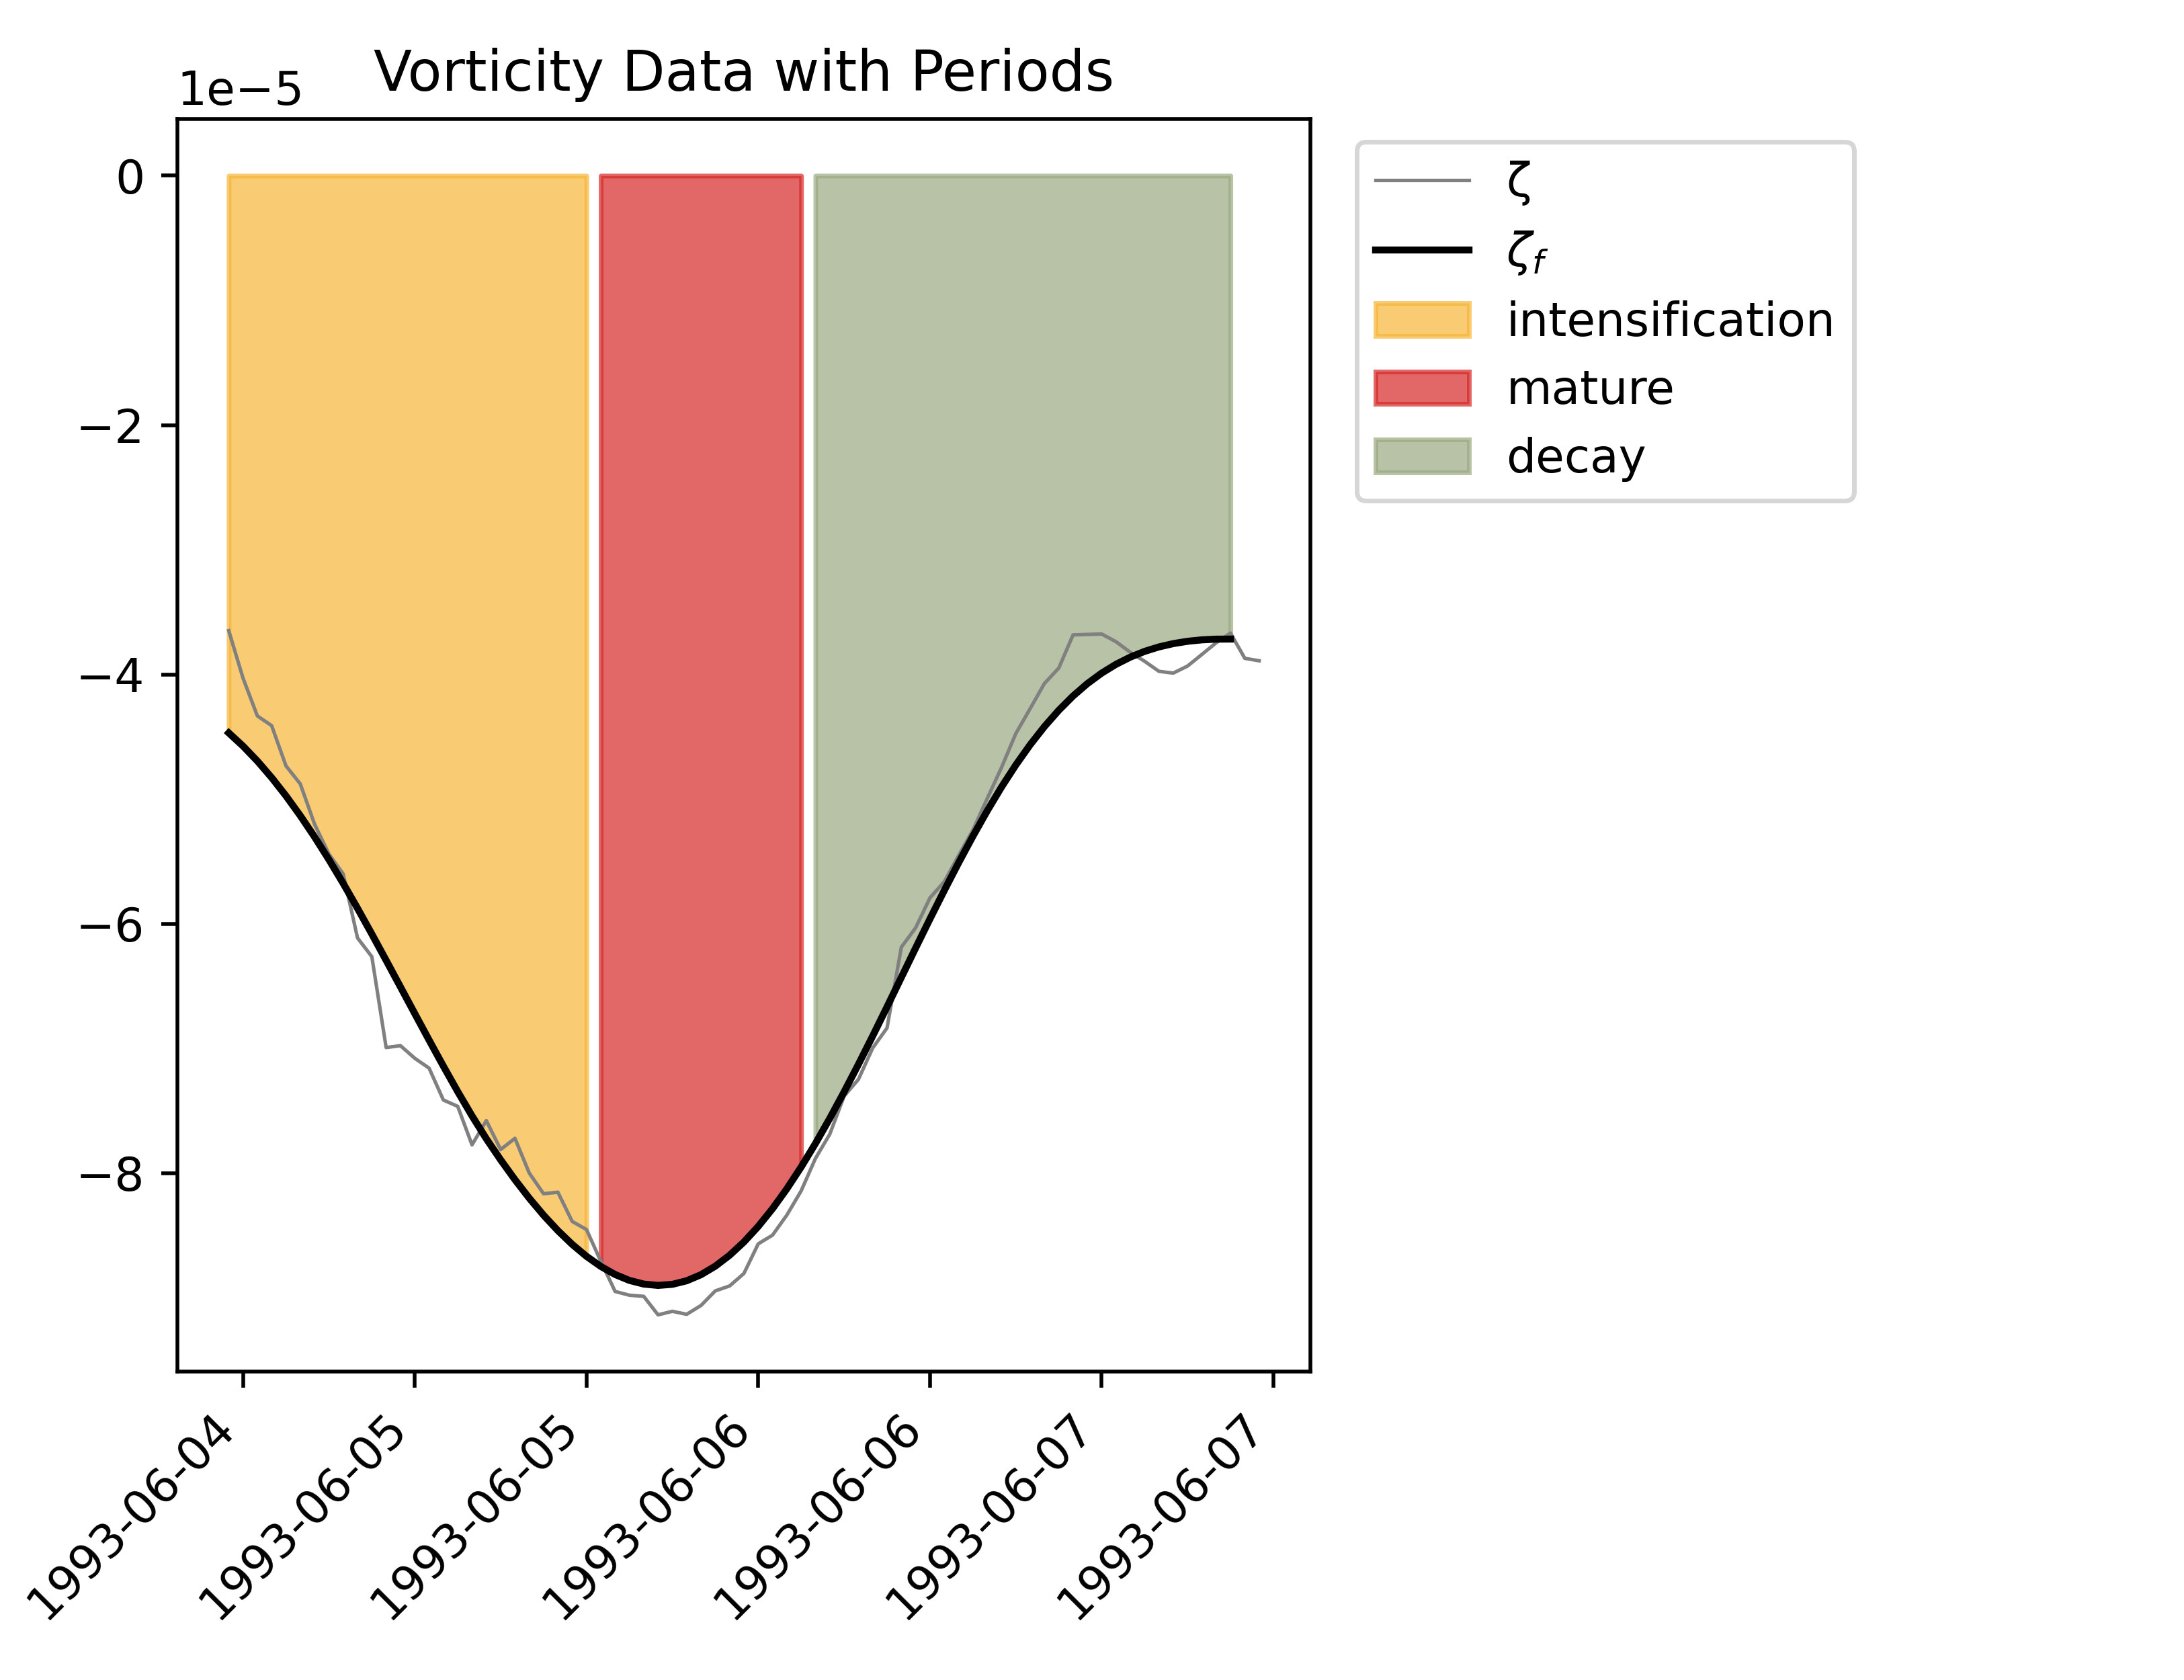 Vorticity Data with Periods
1e−5
0
−2
−4
−6
−8
1993-06-04
1993-06-05
1993-06-05
1993-06-06
1993-06-06
1993-06-07
1993-06-07
ζ
ζf
intensification
mature
decay